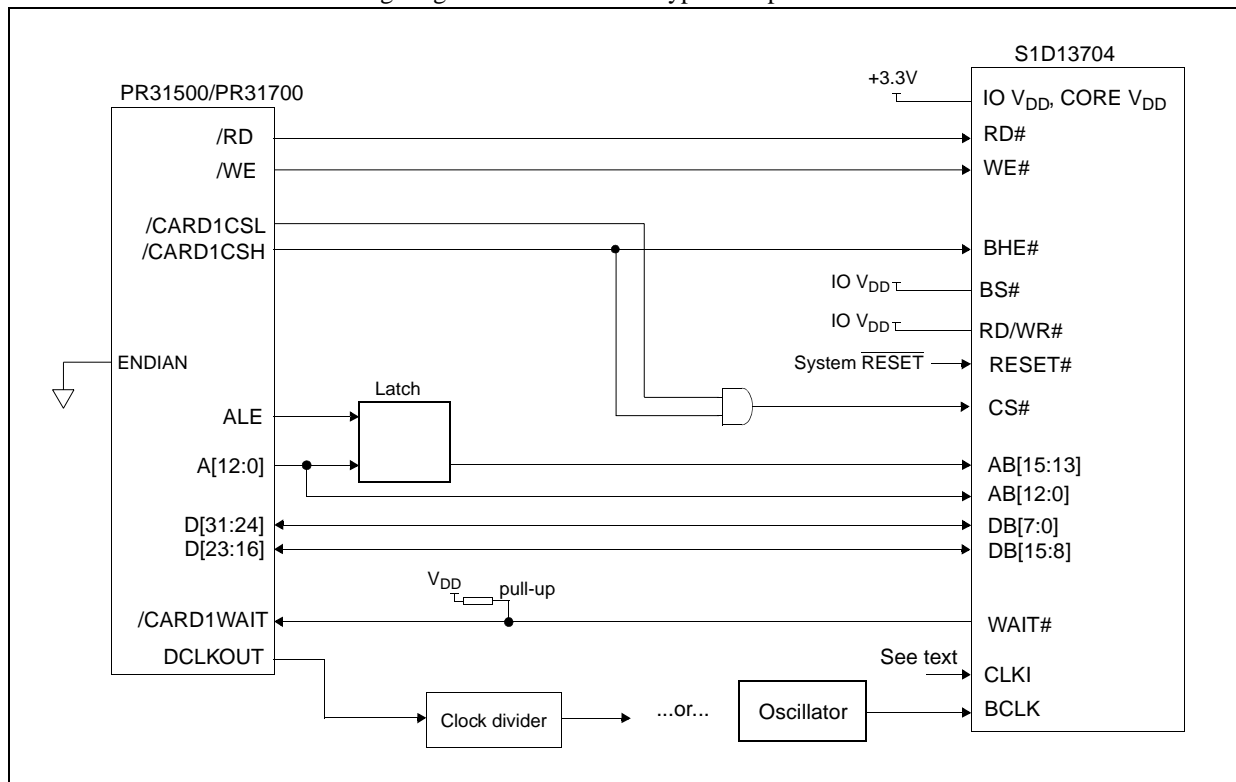 S1D13704
PR31500/PR31700
+3.3V
IO VDD, CORE VDD
/RD
RD#
/WE
WE#
/CARD1CSL
/CARD1CSH
BHE#
IO VDD
BS#
IO VDD
RD/WR#
ENDIAN
System RESET
RESET#
Latch
ALE
CS#
A[12:0]
AB[15:13]
AB[12:0]
D[31:24]
DB[7:0]
D[23:16]
DB[15:8]
VDD
pull-up
/CARD1WAIT
WAIT#
DCLKOUT
See text
CLKI
Clock divider
...or...
Oscillator
BCLK